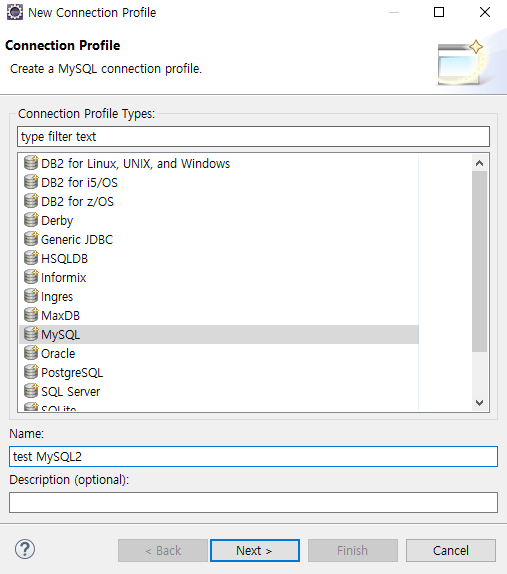 New Connection Profile
Connection Profile
Create a MySQL connection profile.
Connection Profile Types:
type filter text
DB2 for Linux, UNIX, and Windows
DB2 for i5/OS
DB2 for z/OS
Derby
Generic JDBC
HSQLDB
Informix
Ingres
MaxDB
MySQL
Oracle
PostgreSQL
SQL Server
SQLite
Name:
test MySQL2
Description (optional):
?
< Back
Next >
Finish
Cancel